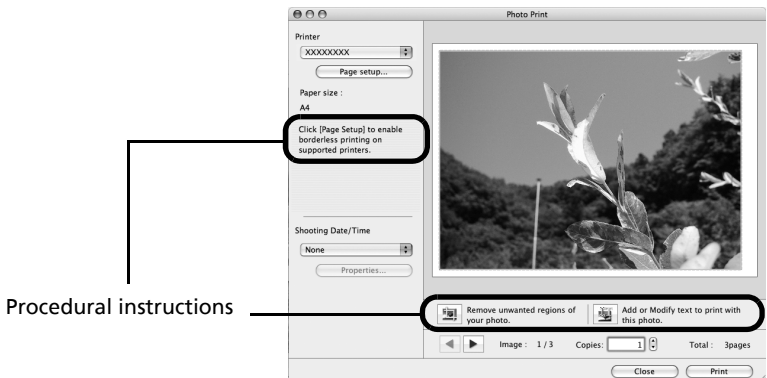 Photo Print
Printer
XXXXXXXX
Page setup...
Paper size :
A4
Click [Page Setup] to enable
borderless printing on
supported printers.
Shooting Date/Time
None
Properties...
Procedural instructions
Remove unwanted regions of
your photo.
Add or Modify text to print with
this photo.
Image : 1 / 3 Copies: 1 Total : 3pages
Close Print